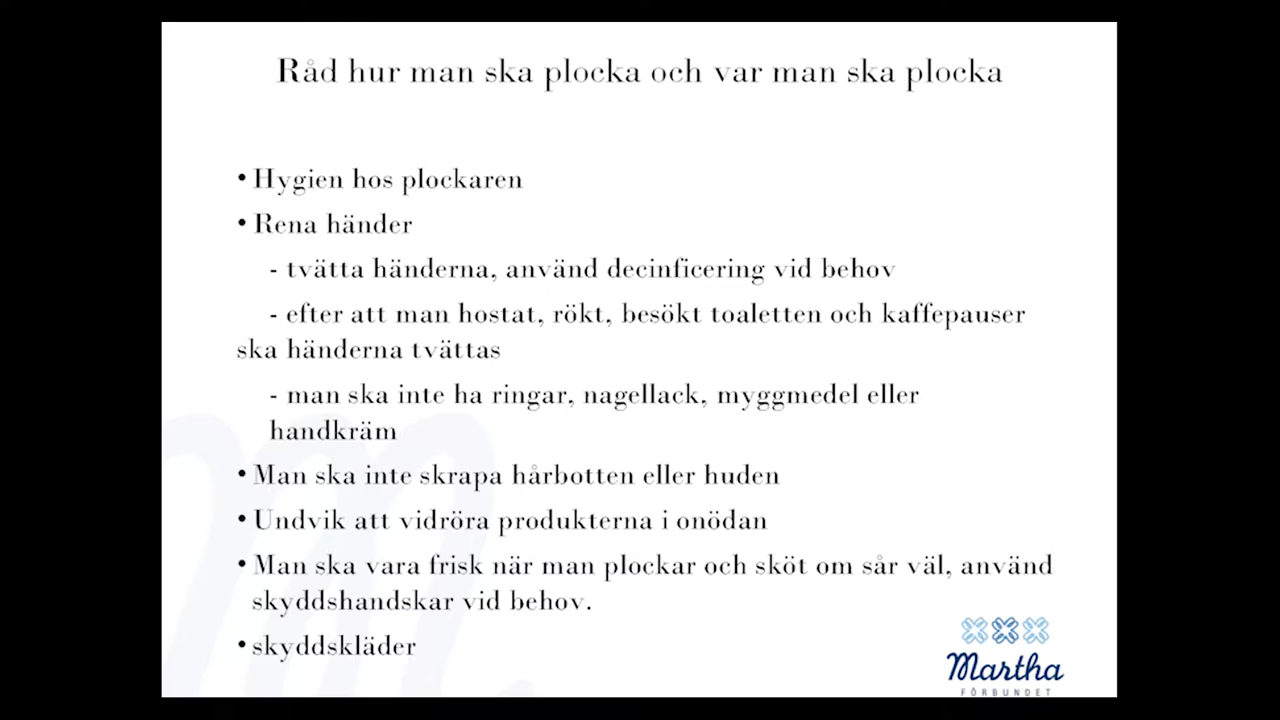 Råd hur man ska plocka och var man ska plocka
• Hygien hos plockaren
• Rena händer
- tvätta händerna, använd decinficering vid behov
- efter att man hostat, rökt, besökt toaletten och kaffepauser
ska händerna tvättas
- man ska inte ha ringar, nagellack, myggmedel eller
handkräm
• Man ska inte skrapa hårbotten eller huden
• Undvik att vidröra produkterna i onödan
• Man ska vara frisk när man plockar och sköt om sår väl, använd
skyddshandskar vid behov.
• skyddskläder
Martha
FÖRBUNDET